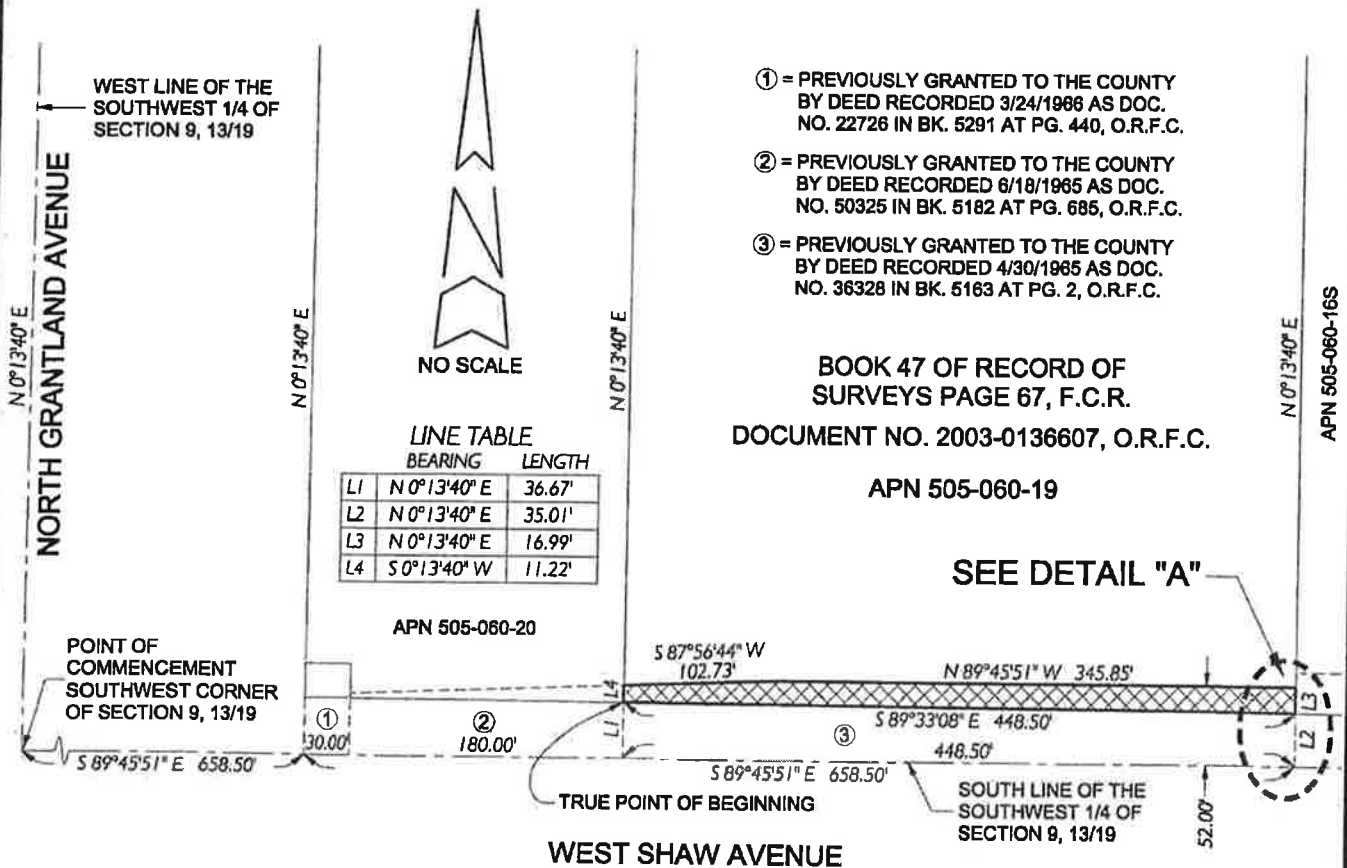 WEST LINE OF THE
SOUTHWEST 1/4 OF
SECTION 9, 13/19
NORTH GRANTLAND AVENUE
N 0°13'40" E
N 0°13'40" E
N 0°13'40" E
N 0°13'40" E
APN 505-060-16S
N
NO SCALE
① = PREVIOUSLY GRANTED TO THE COUNTY
BY DEED RECORDED 3/24/1966 AS DOC.
NO. 22726 IN BK. 5291 AT PG. 440, O.R.F.C.
② = PREVIOUSLY GRANTED TO THE COUNTY
BY DEED RECORDED 6/18/1965 AS DOC.
NO. 50325 IN BK. 5182 AT PG. 685, O.R.F.C.
③ = PREVIOUSLY GRANTED TO THE COUNTY
BY DEED RECORDED 4/30/1965 AS DOC.
NO. 36328 IN BK. 5163 AT PG. 2, O.R.F.C.
BOOK 47 OF RECORD OF
SURVEYS PAGE 67, F.C.R.
DOCUMENT NO. 2003-0136607, O.R.F.C.
APN 505-060-19
LINE TABLE
BEARING LENGTH
L1 N 0°13'40" E 36.67'
L2 N 0°13'40" E 35.01'
L3 N 0°13'40" E 16.99'
L4 S 0°13'40" W 11.22'
APN 505-060-20
SEE DETAIL "A"
POINT OF
COMMENCEMENT
SOUTHWEST CORNER
OF SECTION 9, 13/19
S 87°56'44" W
102.73'
N 89°45'51" W 345.85'
L4
L3
S 89°33'08" E 448.50'
①
30.00'
②
180.00'
L1
③
448.50'
L2
S 89°45'51" E 658.50'
S 89°45'51" E 658.50'
TRUE POINT OF BEGINNING
SOUTH LINE OF THE
SOUTHWEST 1/4 OF
SECTION 9, 13/19
52.00'
WEST SHAW AVENUE